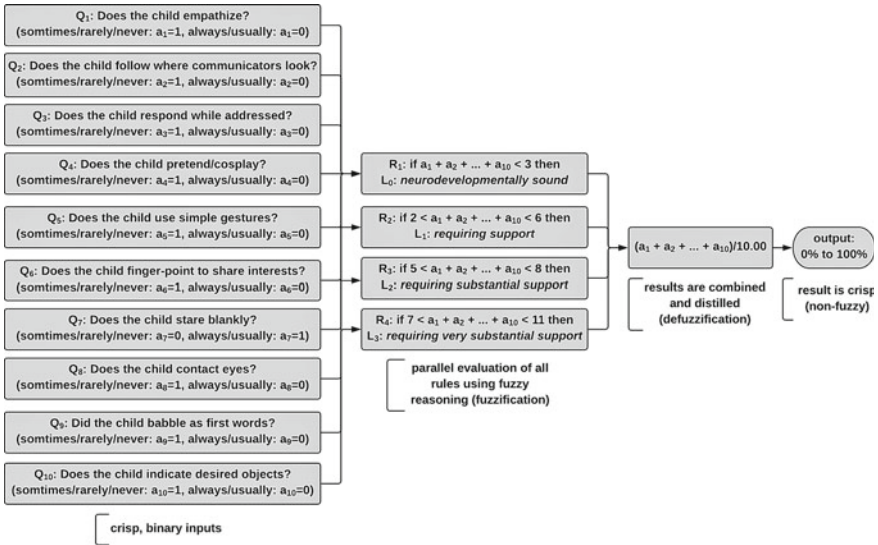 Q₁: Does the child empathize?
(somtimes/rarely/never: a₁=1, always/usually: a₁=0)
Q₂: Does the child follow where communicators look?
(somtimes/rarely/never: a₂=1, always/usually: a₂=0)
Q₃: Does the child respond while addressed?
(somtimes/rarely/never: a₃=1, always/usually: a₃=0)
Q₄: Does the child pretend/cosplay?
(somtimes/rarely/never: a₄=1, always/usually: a₄=0)
Q₅: Does the child use simple gestures?
(somtimes/rarely/never: a₅=1, always/usually: a₅=0)
Q₆: Does the child finger-point to share interests?
(somtimes/rarely/never: a₆=1, always/usually: a₆=0)
Q₇: Does the child stare blankly?
(somtimes/rarely/never: a₇=0, always/usually: a₇=1)
Q₈: Does the child contact eyes?
(somtimes/rarely/never: a₈=1, always/usually: a₈=0)
Q₉: Did the child babble as first words?
(somtimes/rarely/never: a₉=1, always/usually: a₉=0)
Q₁₀: Does the child indicate desired objects?
(somtimes/rarely/never: a₁₀=1, always/usually: a₁₀=0)
crisp, binary inputs
R₁: if a₁ + a₂ + ... + a₁₀ < 3 then
L₀: neurodevelopmentally sound
R₂: if 2 < a₁ + a₂ + ... + a₁₀ < 6 then
L₁: requiring support
R₃: if 5 < a₁ + a₂ + ... + a₁₀ < 8 then
L₂: requiring substantial support
R₄: if 7 < a₁ + a₂ + ... + a₁₀ < 11 then
L₃: requiring very substantial support
parallel evaluation of all
rules using fuzzy
reasoning (fuzzification)
(a₁ + a₂ + ... + a₁₀)/10.00
results are combined
and distilled
(defuzzification)
output:
0% to 100%
result is crisp
(non-fuzzy)